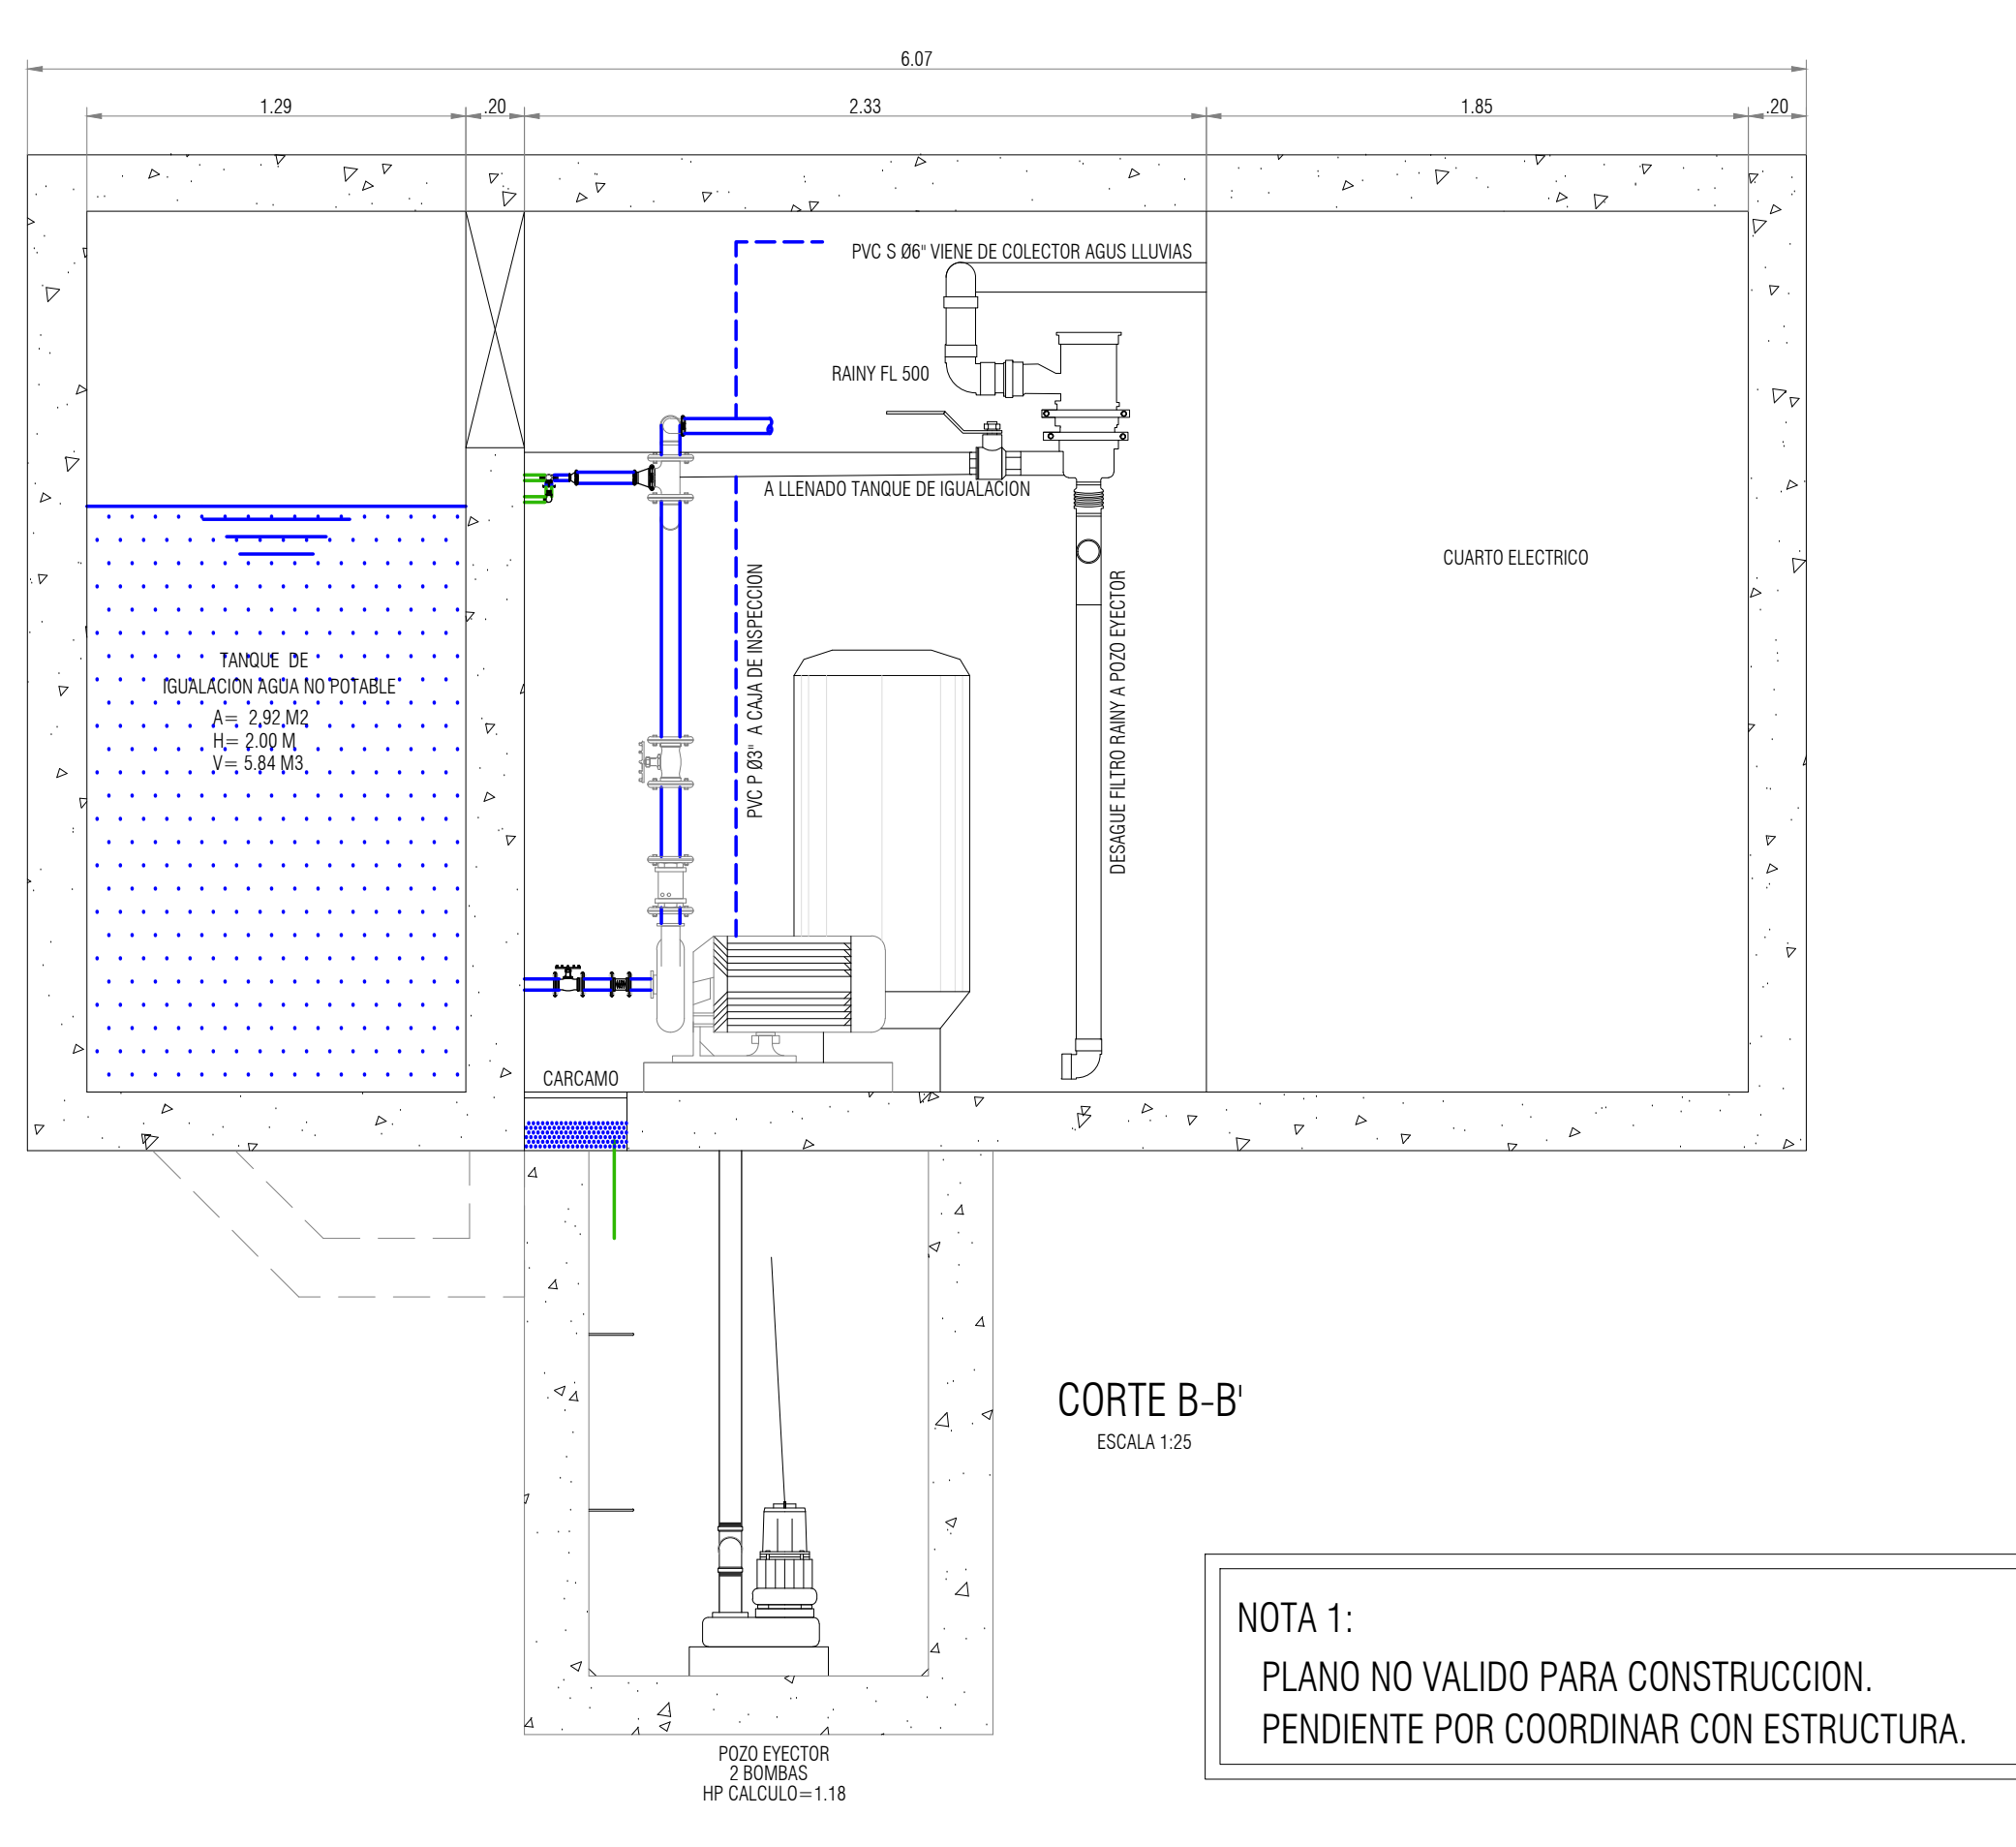 6.07
1.29
.20
2.33
1.85
.20
PVC S Ø6" VIENE DE COLECTOR AGUS LLUVIAS
RAINY FL 500
A LLENADO TANQUE DE IGUALACION
CUARTO ELECTRICO
PVC P Ø3" A CAJA DE INSPECCION
DESAGUE FILTRO RAINY A POZO EYECTOR
TANQUE DE
IGUALACION AGUA NO POTABLE
A= 2.92 M2
H= 2.00 M
V= 5.84 M3
CARCAMO
CORTE B-B'
ESCALA 1:25
NOTA 1:
PLANO NO VALIDO PARA CONSTRUCCION.
PENDIENTE POR COORDINAR CON ESTRUCTURA.
POZO EYECTOR
2 BOMBAS
HP CALCULO=1.18